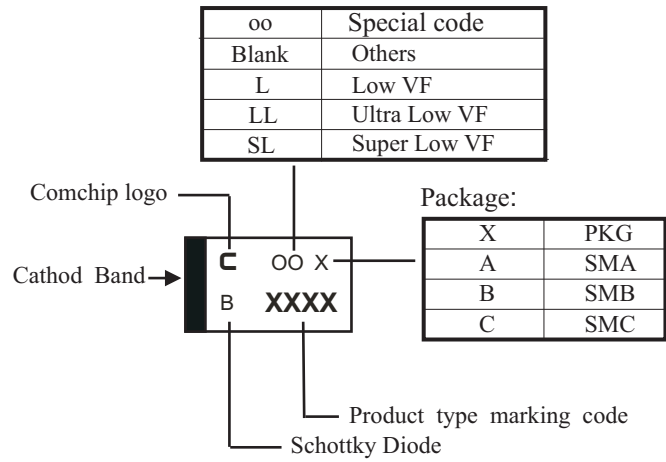 oo Special code
Blank Others
L Low VF
LL Ultra Low VF
SL Super Low VF
Comchip logo
Package:
X PKG
A SMA
B SMB
C SMC
Cathod Band
C OO X
B XXXX
Product type marking code
Schottky Diode